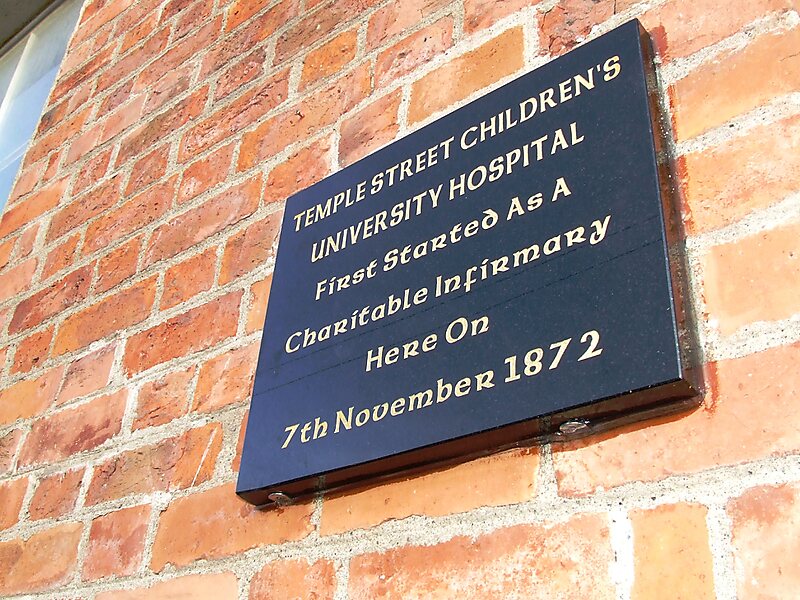 TEMPLE STREET CHILDREN'S
UNIVERSITY HOSPITAL
First Started As A
Charitable Infirmary
Here On
7th November 1872